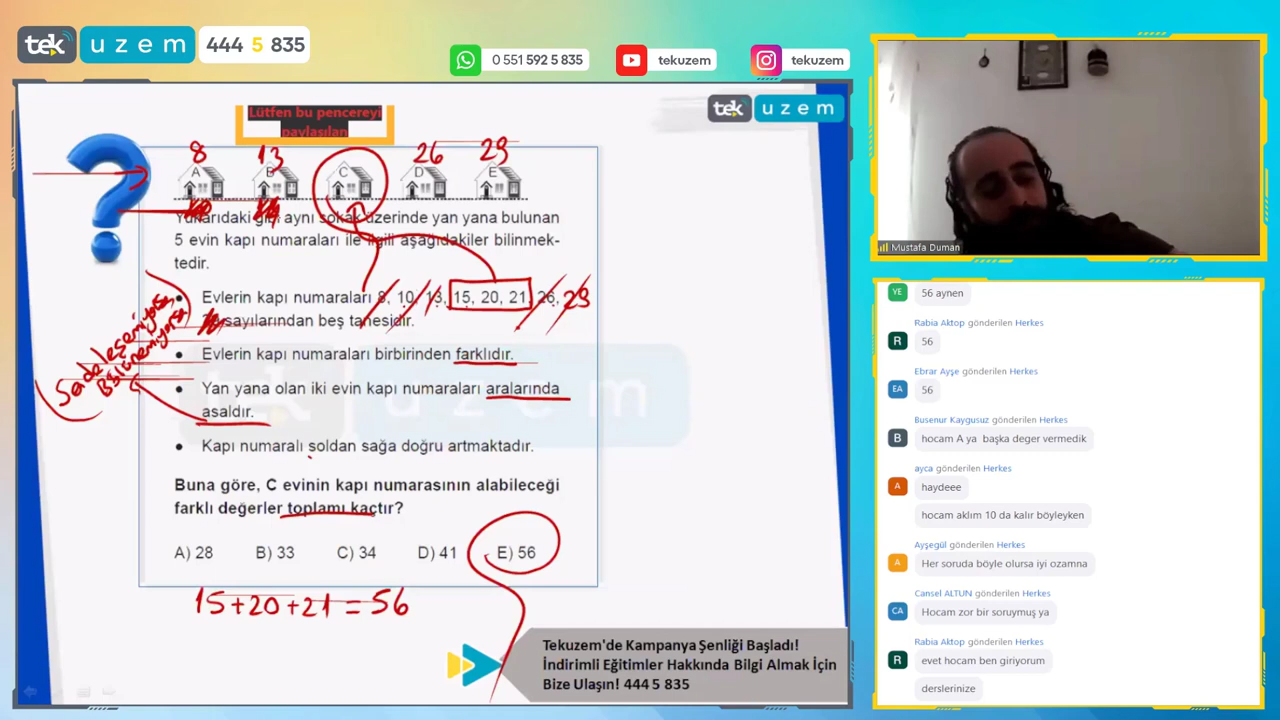 tek uzem 444 5 835
0 551 592 5 835
tekuzem
tekuzem
Lütfen bu pencereyi
paylaşılan
tek uzem
8 13 26 29
A B C D E
Yukarıdaki gibi aynı sokak üzerinde yan yana bulunan
5 evin kapı numaraları ile ilgili aşağıdakiler bilinmek-
tedir.
• Evlerin kapı numaraları 8, 10, 13, 15, 20, 21, 26, 29
sayılarından beş tanesidir.
• Evlerin kapı numaraları birbirinden farklıdır.
• Yan yana olan iki evin kapı numaraları aralarında
asaldır.
• Kapı numaralı soldan sağa doğru artmaktadır.
Sadeleşemiyorsa
Bölünemiyorsa
Buna göre, C evinin kapı numarasının alabileceği
farklı değerler toplamı kaçtır?
A) 28 B) 33 C) 34 D) 41 E) 56
15+20+21=56
Tekuzem'de Kampanya Şenliği Başladı!
İndirimli Eğitimler Hakkında Bilgi Almak İçin
Bize Ulaşın! 444 5 835
Mustafa Duman
YE 56 aynen
Rabia Aktop gönderilen Herkes
R 56
Ebrar Ayşe gönderilen Herkes
EA 56
Busenur Kaygusuz gönderilen Herkes
B hocam A ya başka deger vermedik
ayca gönderilen Herkes
A haydeee
hocam aklım 10 da kalır böyleyken
Ayşegül gönderilen Herkes
A Her soruda böyle olursa iyi ozamna
Cansel ALTUN gönderilen Herkes
CA Hocam zor bir soruymuş ya
Rabia Aktop gönderilen Herkes
R evet hocam ben giriyorum
derslerinize